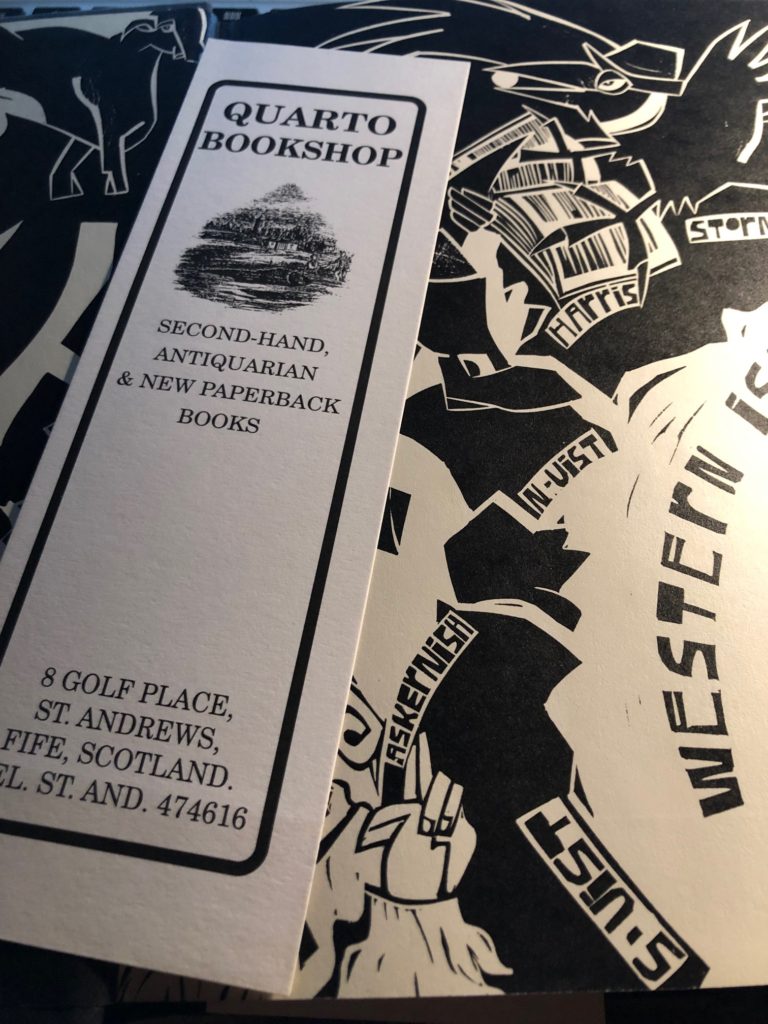 QUARTO
BOOKSHOP
SECOND-HAND,
ANTIQUARIAN
& NEW PAPERBACK
BOOKS
8 GOLF PLACE,
ST. ANDREWS,
FIFE, SCOTLAND.
EL. ST. AND. 474616
STORN
HARRIS
N-UIST
WESTERN IS
ASKERNISH
S·UIST